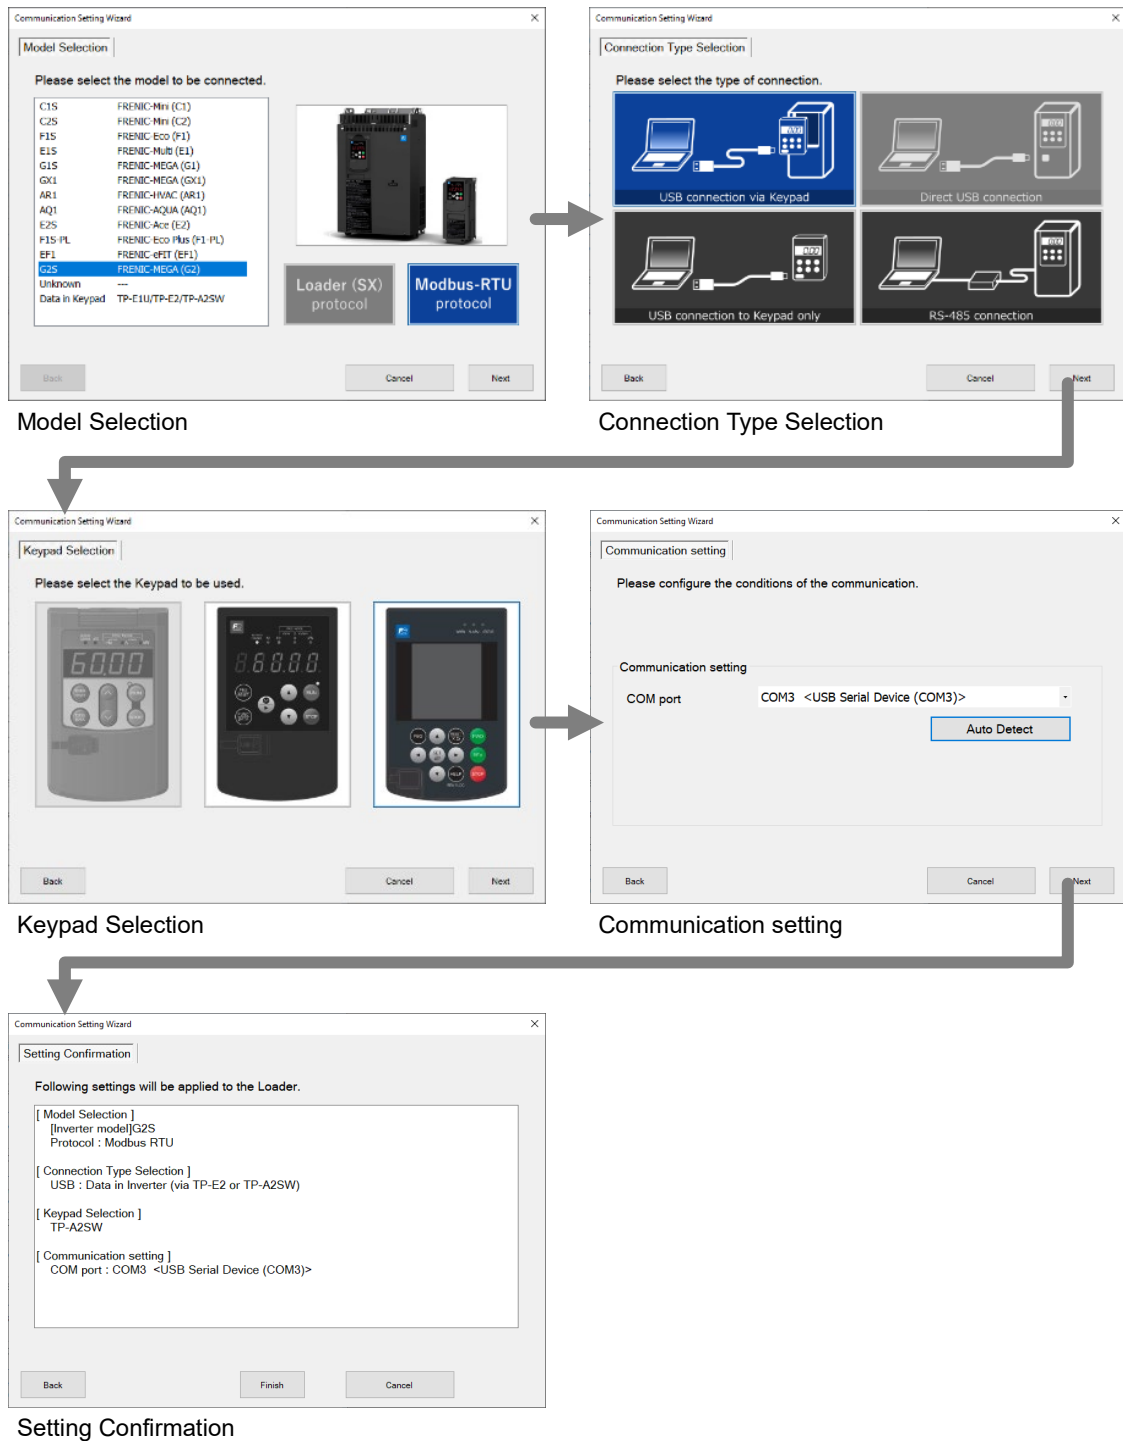 Communication Setting Wizard
Model Selection
Please select the model to be connected.
C1S FRENIC-Mini (C1)
C2S FRENIC-Mini (C2)
F1S FRENIC-Eco (F1)
E1S FRENIC-Multi (E1)
G1S FRENIC-MEGA (G1)
GX1 FRENIC-MEGA (GX1)
AR1 FRENIC-HVAC (AR1)
AQ1 FRENIC-AQUA (AQ1)
E2S FRENIC-Ace (E2)
F1S-PL FRENIC-Eco Plus (F1-PL)
EF1 FRENIC-eFIT (EF1)
G2S FRENIC-MEGA (G2)
Unknown ---
Data in Keypad TP-E1U/TP-E2/TP-A2SW
Loader (SX)
protocol
Modbus-RTU
protocol
Back Cancel Next
Model Selection
Communication Setting Wizard
Connection Type Selection
Please select the type of connection.
USB connection via Keypad
Direct USB connection
USB connection to Keypad only
RS-485 connection
Back Cancel Next
Connection Type Selection
Communication Setting Wizard
Keypad Selection
Please select the Keypad to be used.
60.00
Back Cancel Next
Keypad Selection
Communication Setting Wizard
Communication setting
Please configure the conditions of the communication.
Communication setting
COM port COM3 <USB Serial Device (COM3)>
Auto Detect
Back Cancel Next
Communication setting
Communication Setting Wizard
Setting Confirmation
Following settings will be applied to the Loader.
[ Model Selection ]
[Inverter model]G2S
Protocol : Modbus RTU
[ Connection Type Selection ]
USB : Data in Inverter (via TP-E2 or TP-A2SW)
[ Keypad Selection ]
TP-A2SW
[ Communication setting ]
COM port : COM3 <USB Serial Device (COM3)>
Back Finish Cancel
Setting Confirmation